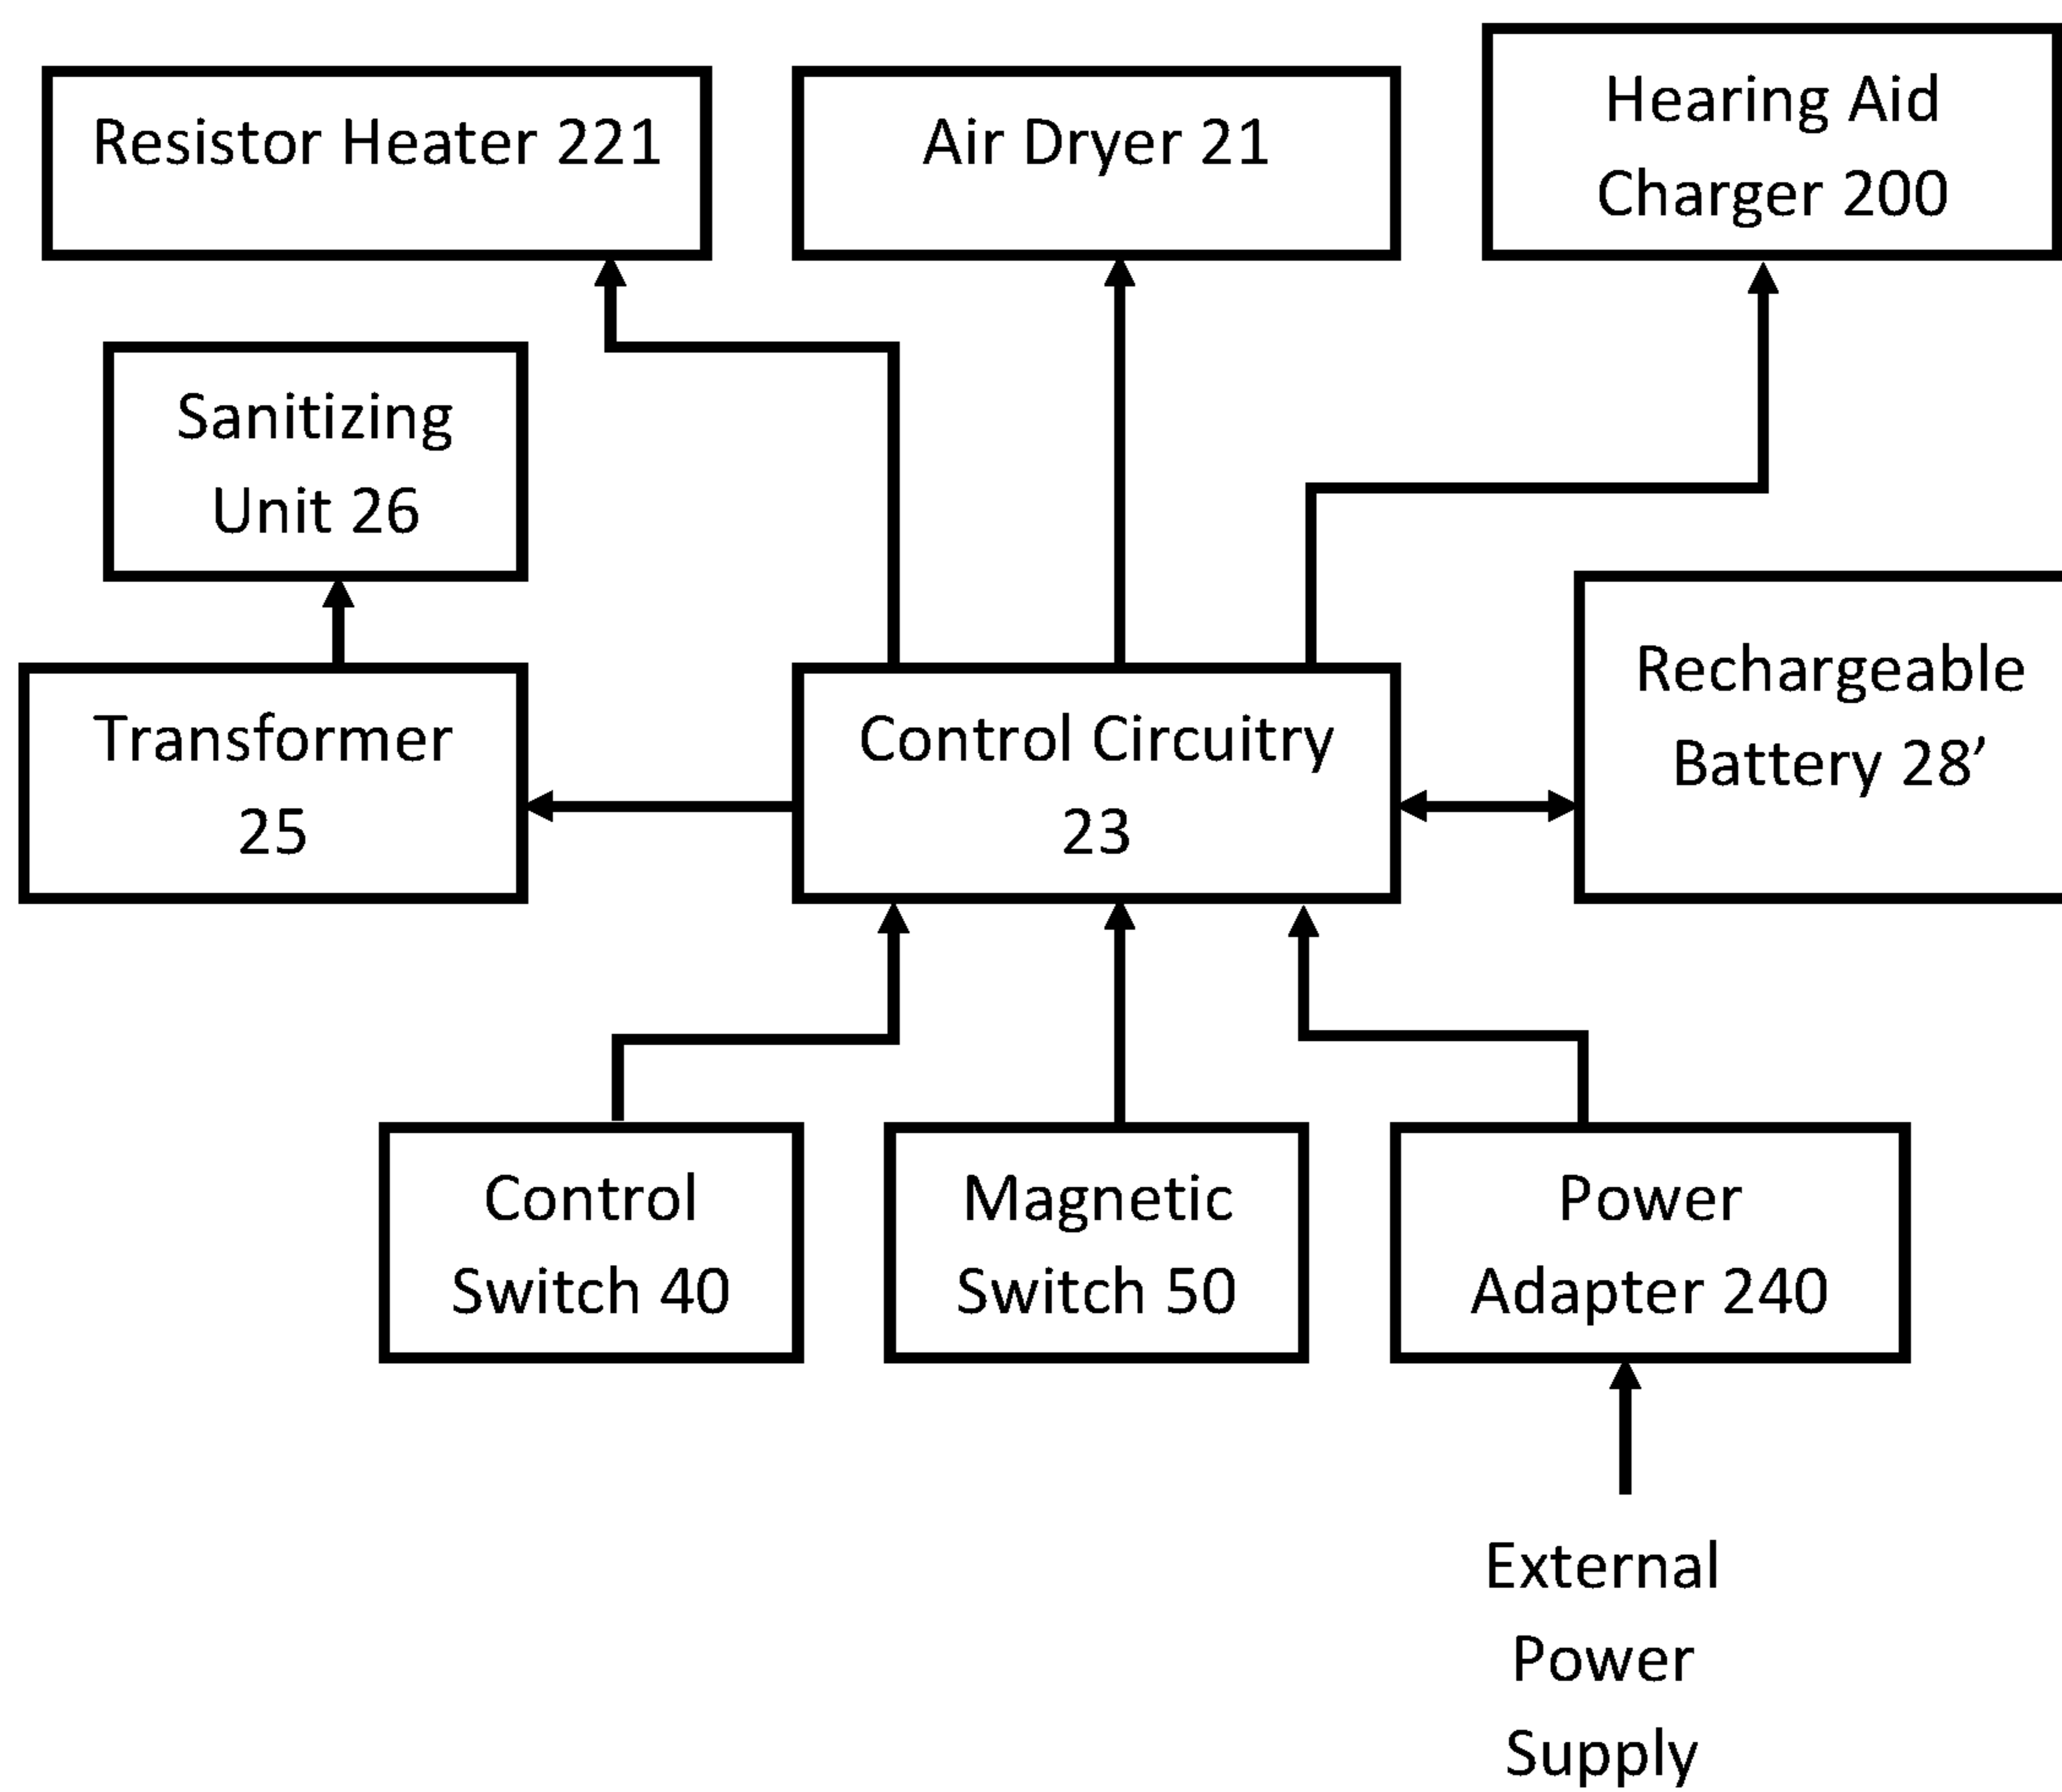 Resistor Heater 221
Air Dryer 21
Hearing Aid
Charger 200
Sanitizing
Unit 26
Transformer
25
Control Circuitry
23
Rechargeable
Battery 28’
Control
Switch 40
Magnetic
Switch 50
Power
Adapter 240
External
Power
Supply